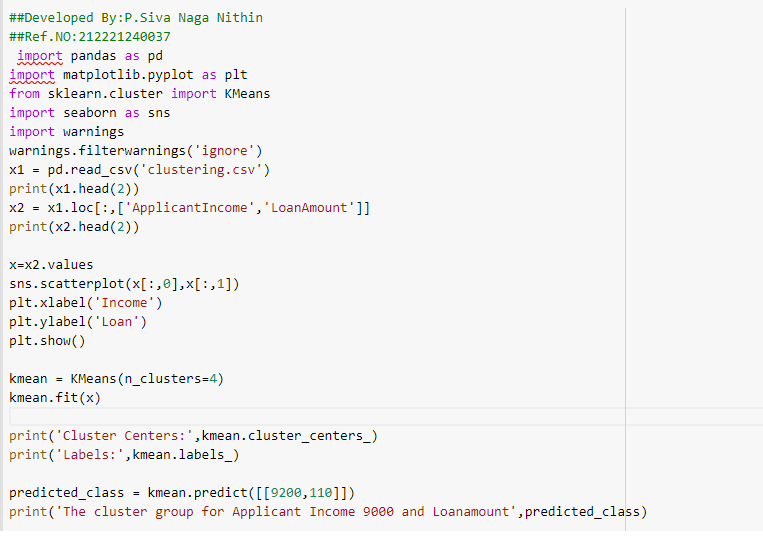 ##Developed By:P.Siva Naga Nithin
##Ref.NO:212221240037
 import pandas as pd
import matplotlib.pyplot as plt
from sklearn.cluster import KMeans
import seaborn as sns
import warnings
warnings.filterwarnings('ignore')
x1 = pd.read_csv('clustering.csv')
print(x1.head(2))
x2 = x1.loc[:,['ApplicantIncome','LoanAmount']]
print(x2.head(2))

x=x2.values
sns.scatterplot(x[:,0],x[:,1])
plt.xlabel('Income')
plt.ylabel('Loan')
plt.show()

kmean = KMeans(n_clusters=4)
kmean.fit(x)

print('Cluster Centers:',kmean.cluster_centers_)
print('Labels:',kmean.labels_)

predicted_class = kmean.predict([[9200,110]])
print('The cluster group for Applicant Income 9000 and Loanamount',predicted_class)